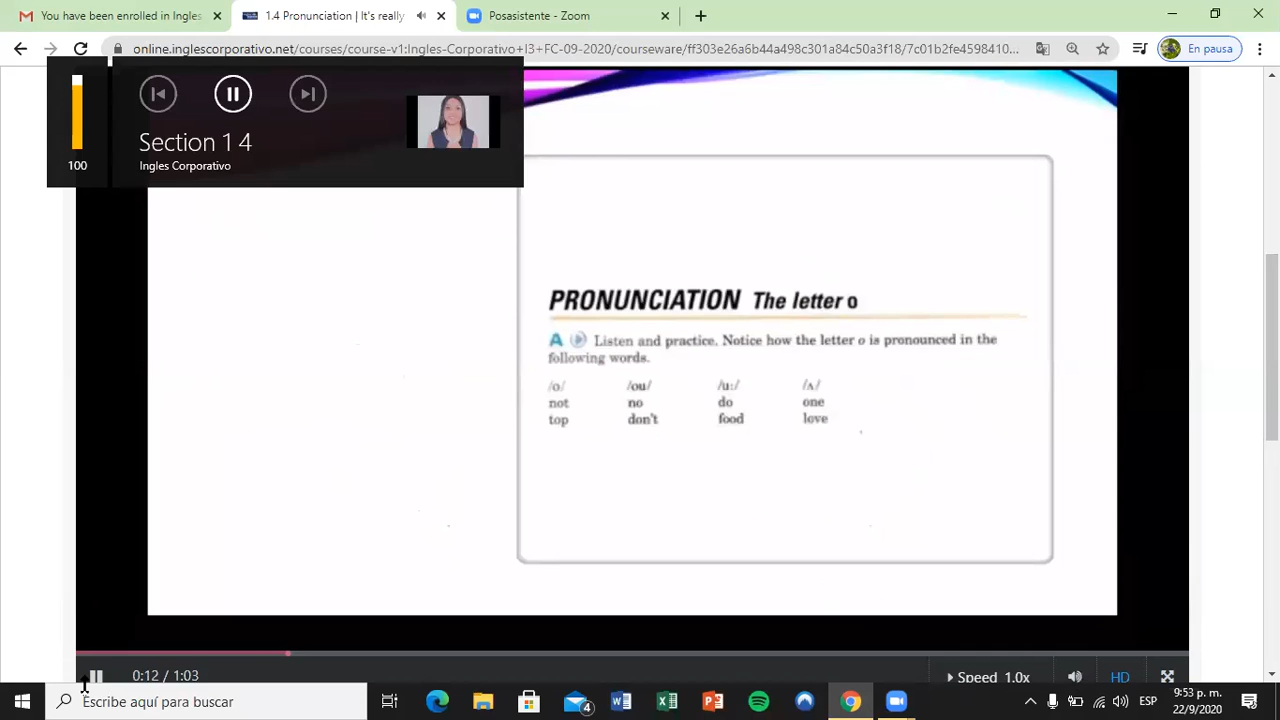 You have been enrolled in Ingles
1.4 Pronunciation | It's really
Posasistente - Zoom
online.inglescorporativo.net/courses/course-v1:Ingles-Corporativo+I3+FC-09-2020/courseware/ff303e26a6b44a498c301a84c50a3f18/7c01b2fe4598410...
En pausa
Section 1 4
Ingles Corporativo
100
PRONUNCIATION The letter o
A Listen and practice. Notice how the letter o is pronounced in the
following words.
/o/ /ou/ /u:/ /ʌ/
not no do one
top don't food love
0:12 / 1:03
Speed 1.0x
HD
Escribe aquí para buscar
4
ESP
9:53 p. m.
22/9/2020